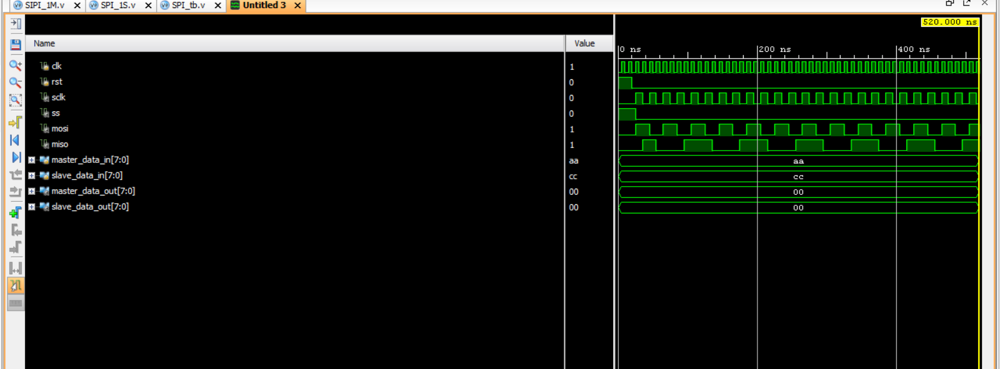 SIPI_1M.v x SPI_1S.v x SPI_tb.v x Untitled 3 x
520.000 ns
Name Value
0 ns 200 ns 400 ns
clk 1
rst 0
sclk 0
ss 0
mosi 1
miso 1
master_data_in[7:0] aa aa
slave_data_in[7:0] cc cc
master_data_out[7:0] 00 00
slave_data_out[7:0] 00 00